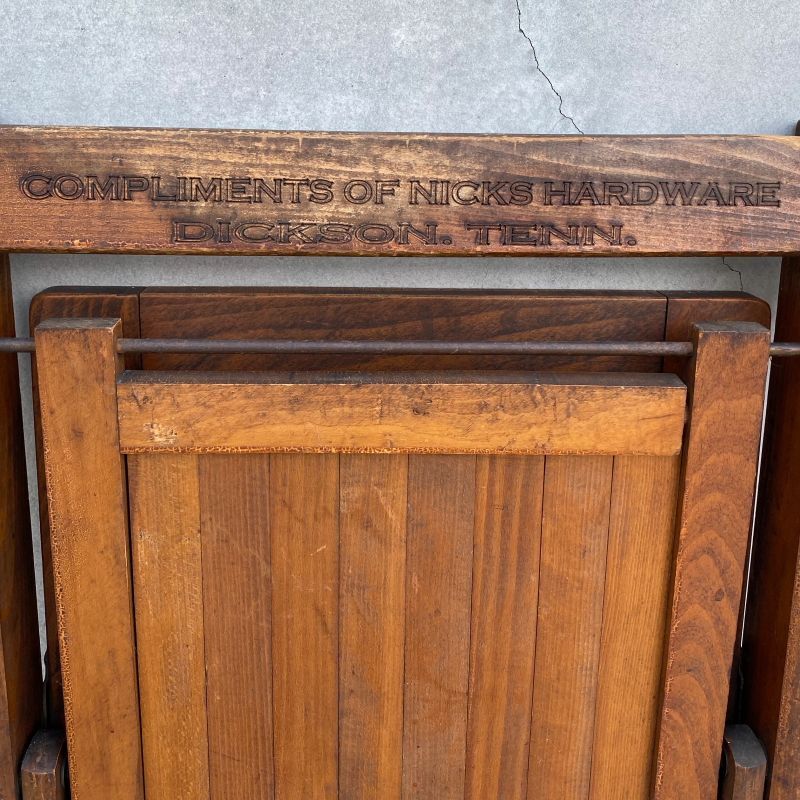 COMPLIMENTS OF NICKS HARDWARE
DICKSON. TENN.